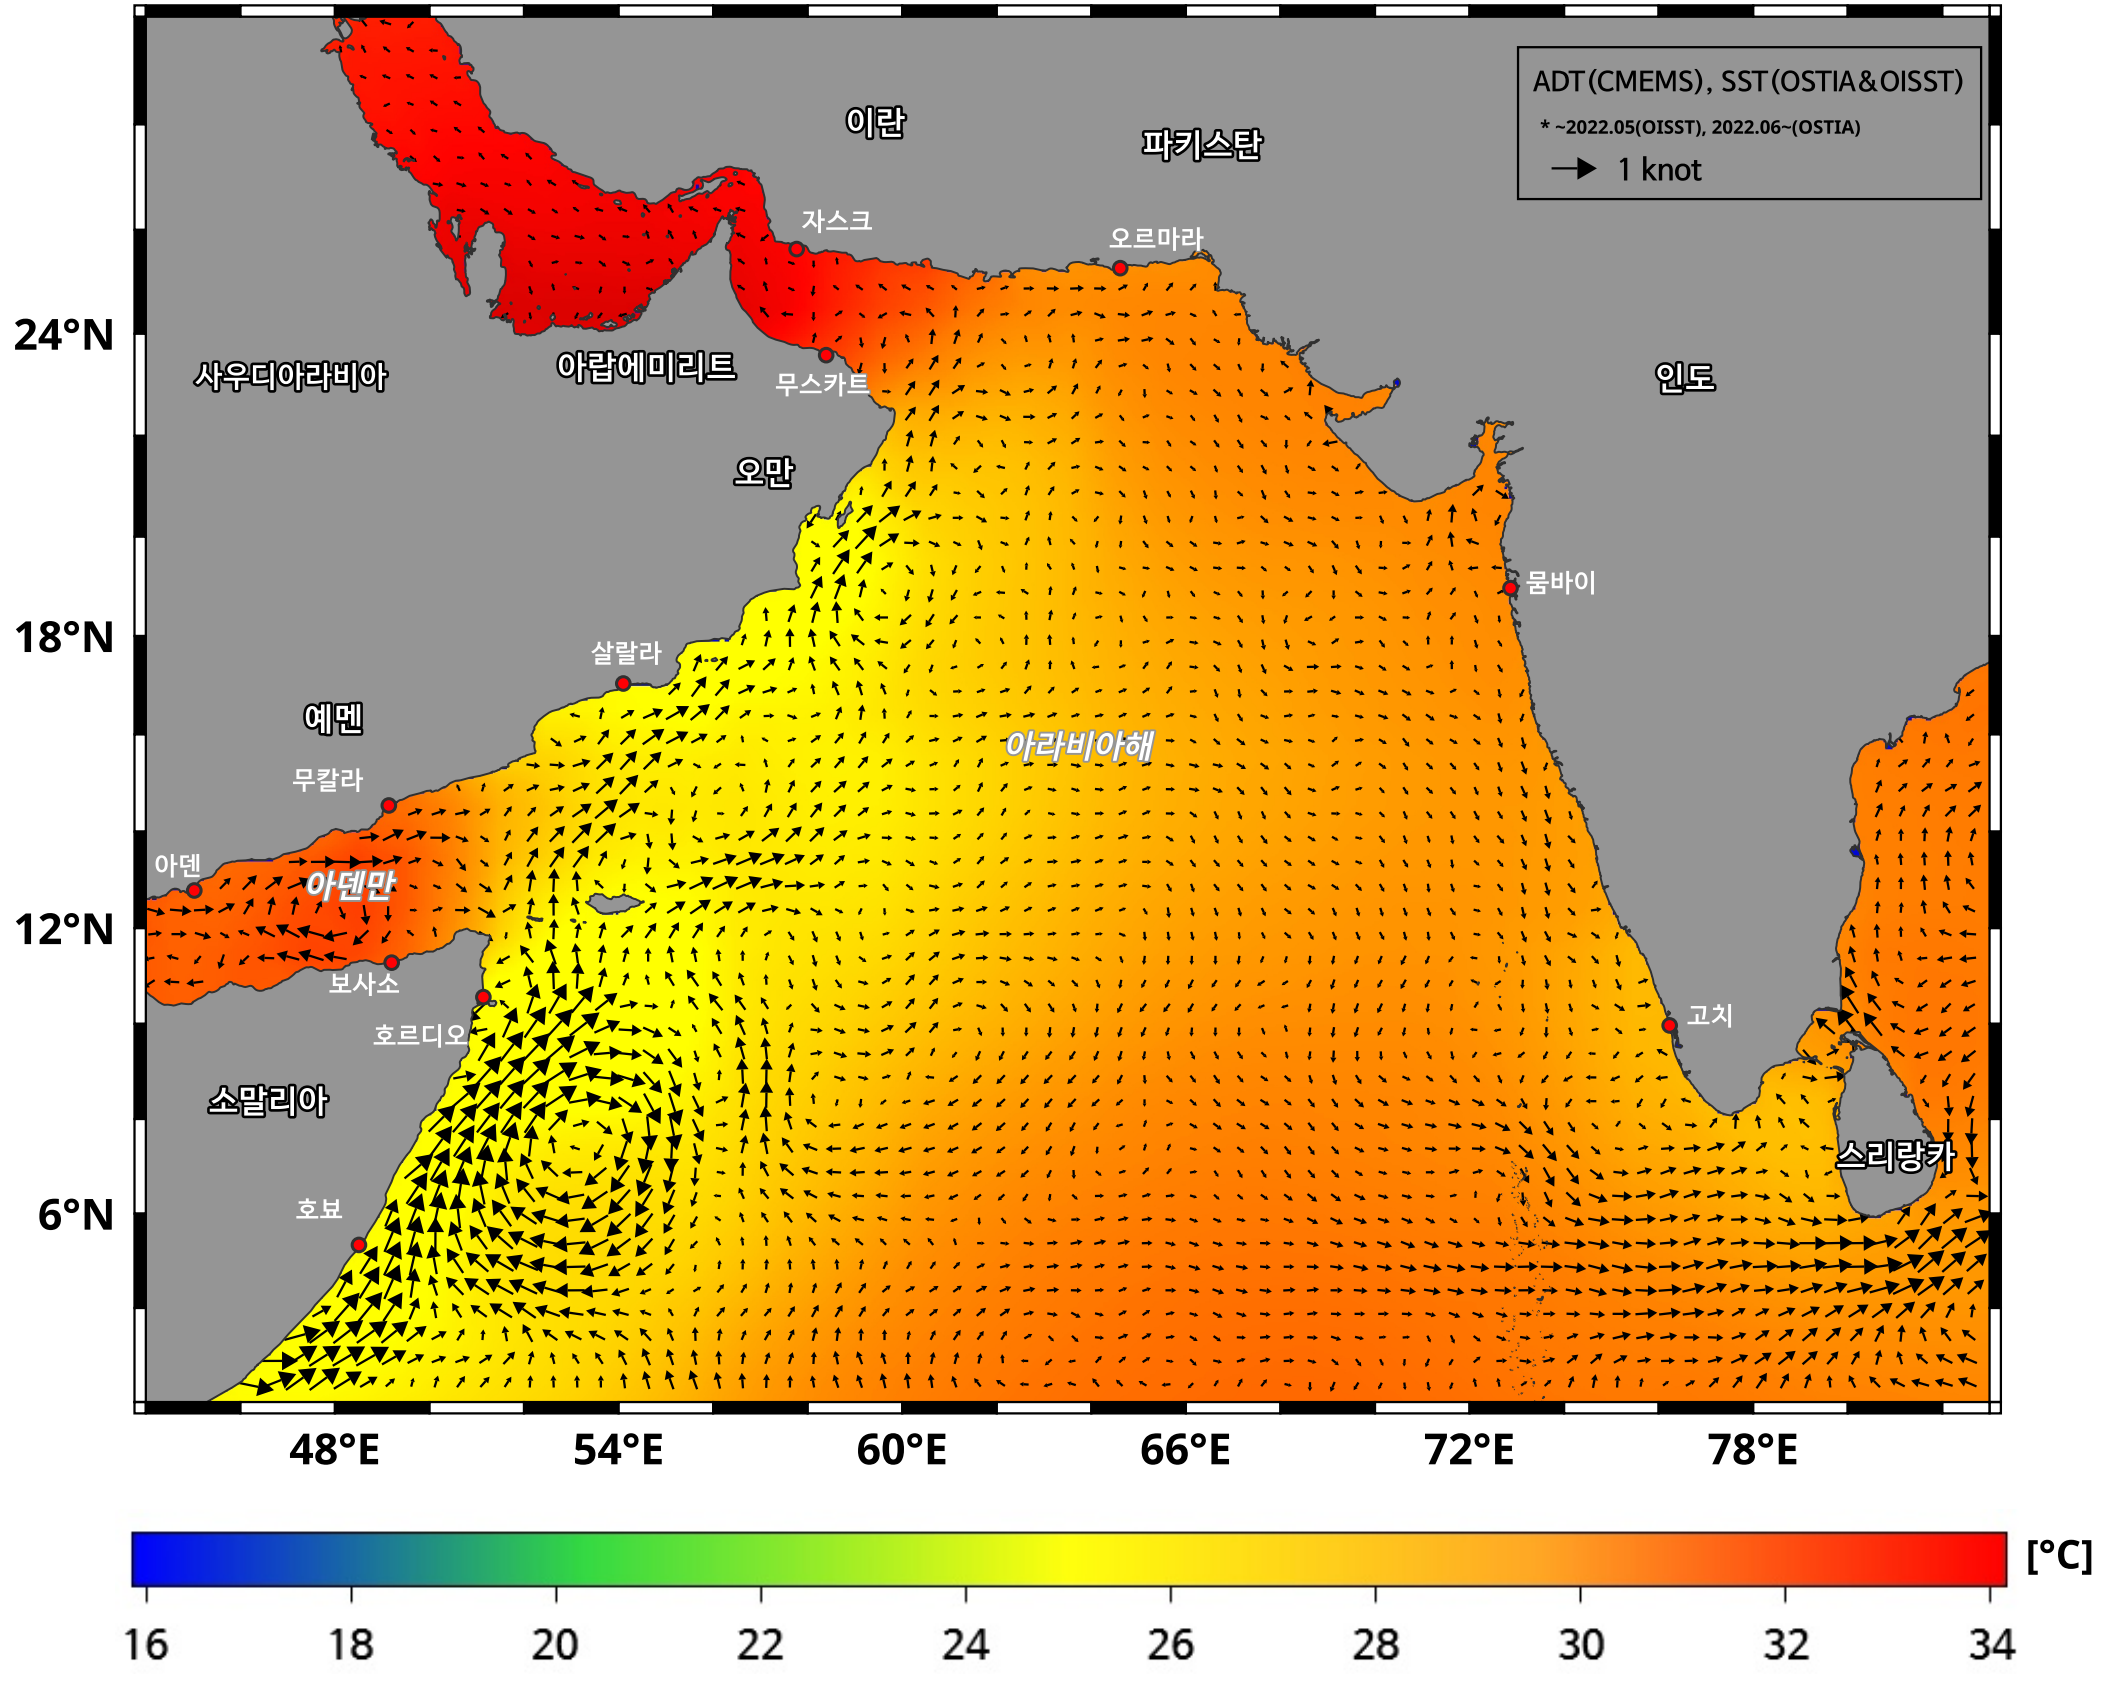 ADT(CMEMS), SST(OSTIA&OISST)
* ~2022.05(OISST), 2022.06~(OSTIA)
1 knot
이란
파키스탄
자스크
오르마라
24°N
사우디아라비아
아랍에미리트
무스카트
인도
오만
뭄바이
18°N
살랄라
예멘
아라비아해
무칼라
아덴
아덴만
12°N
보사소
호르디오
고치
소말리아
스리랑카
호뵤
6°N
48°E 54°E 60°E 66°E 72°E 78°E
[°C]
16 18 20 22 24 26 28 30 32 34